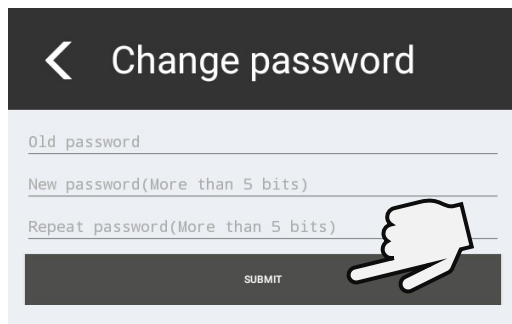 Change password
Old password
New password(More than 5 bits)
Repeat password(More than 5 bits)
SUBMIT